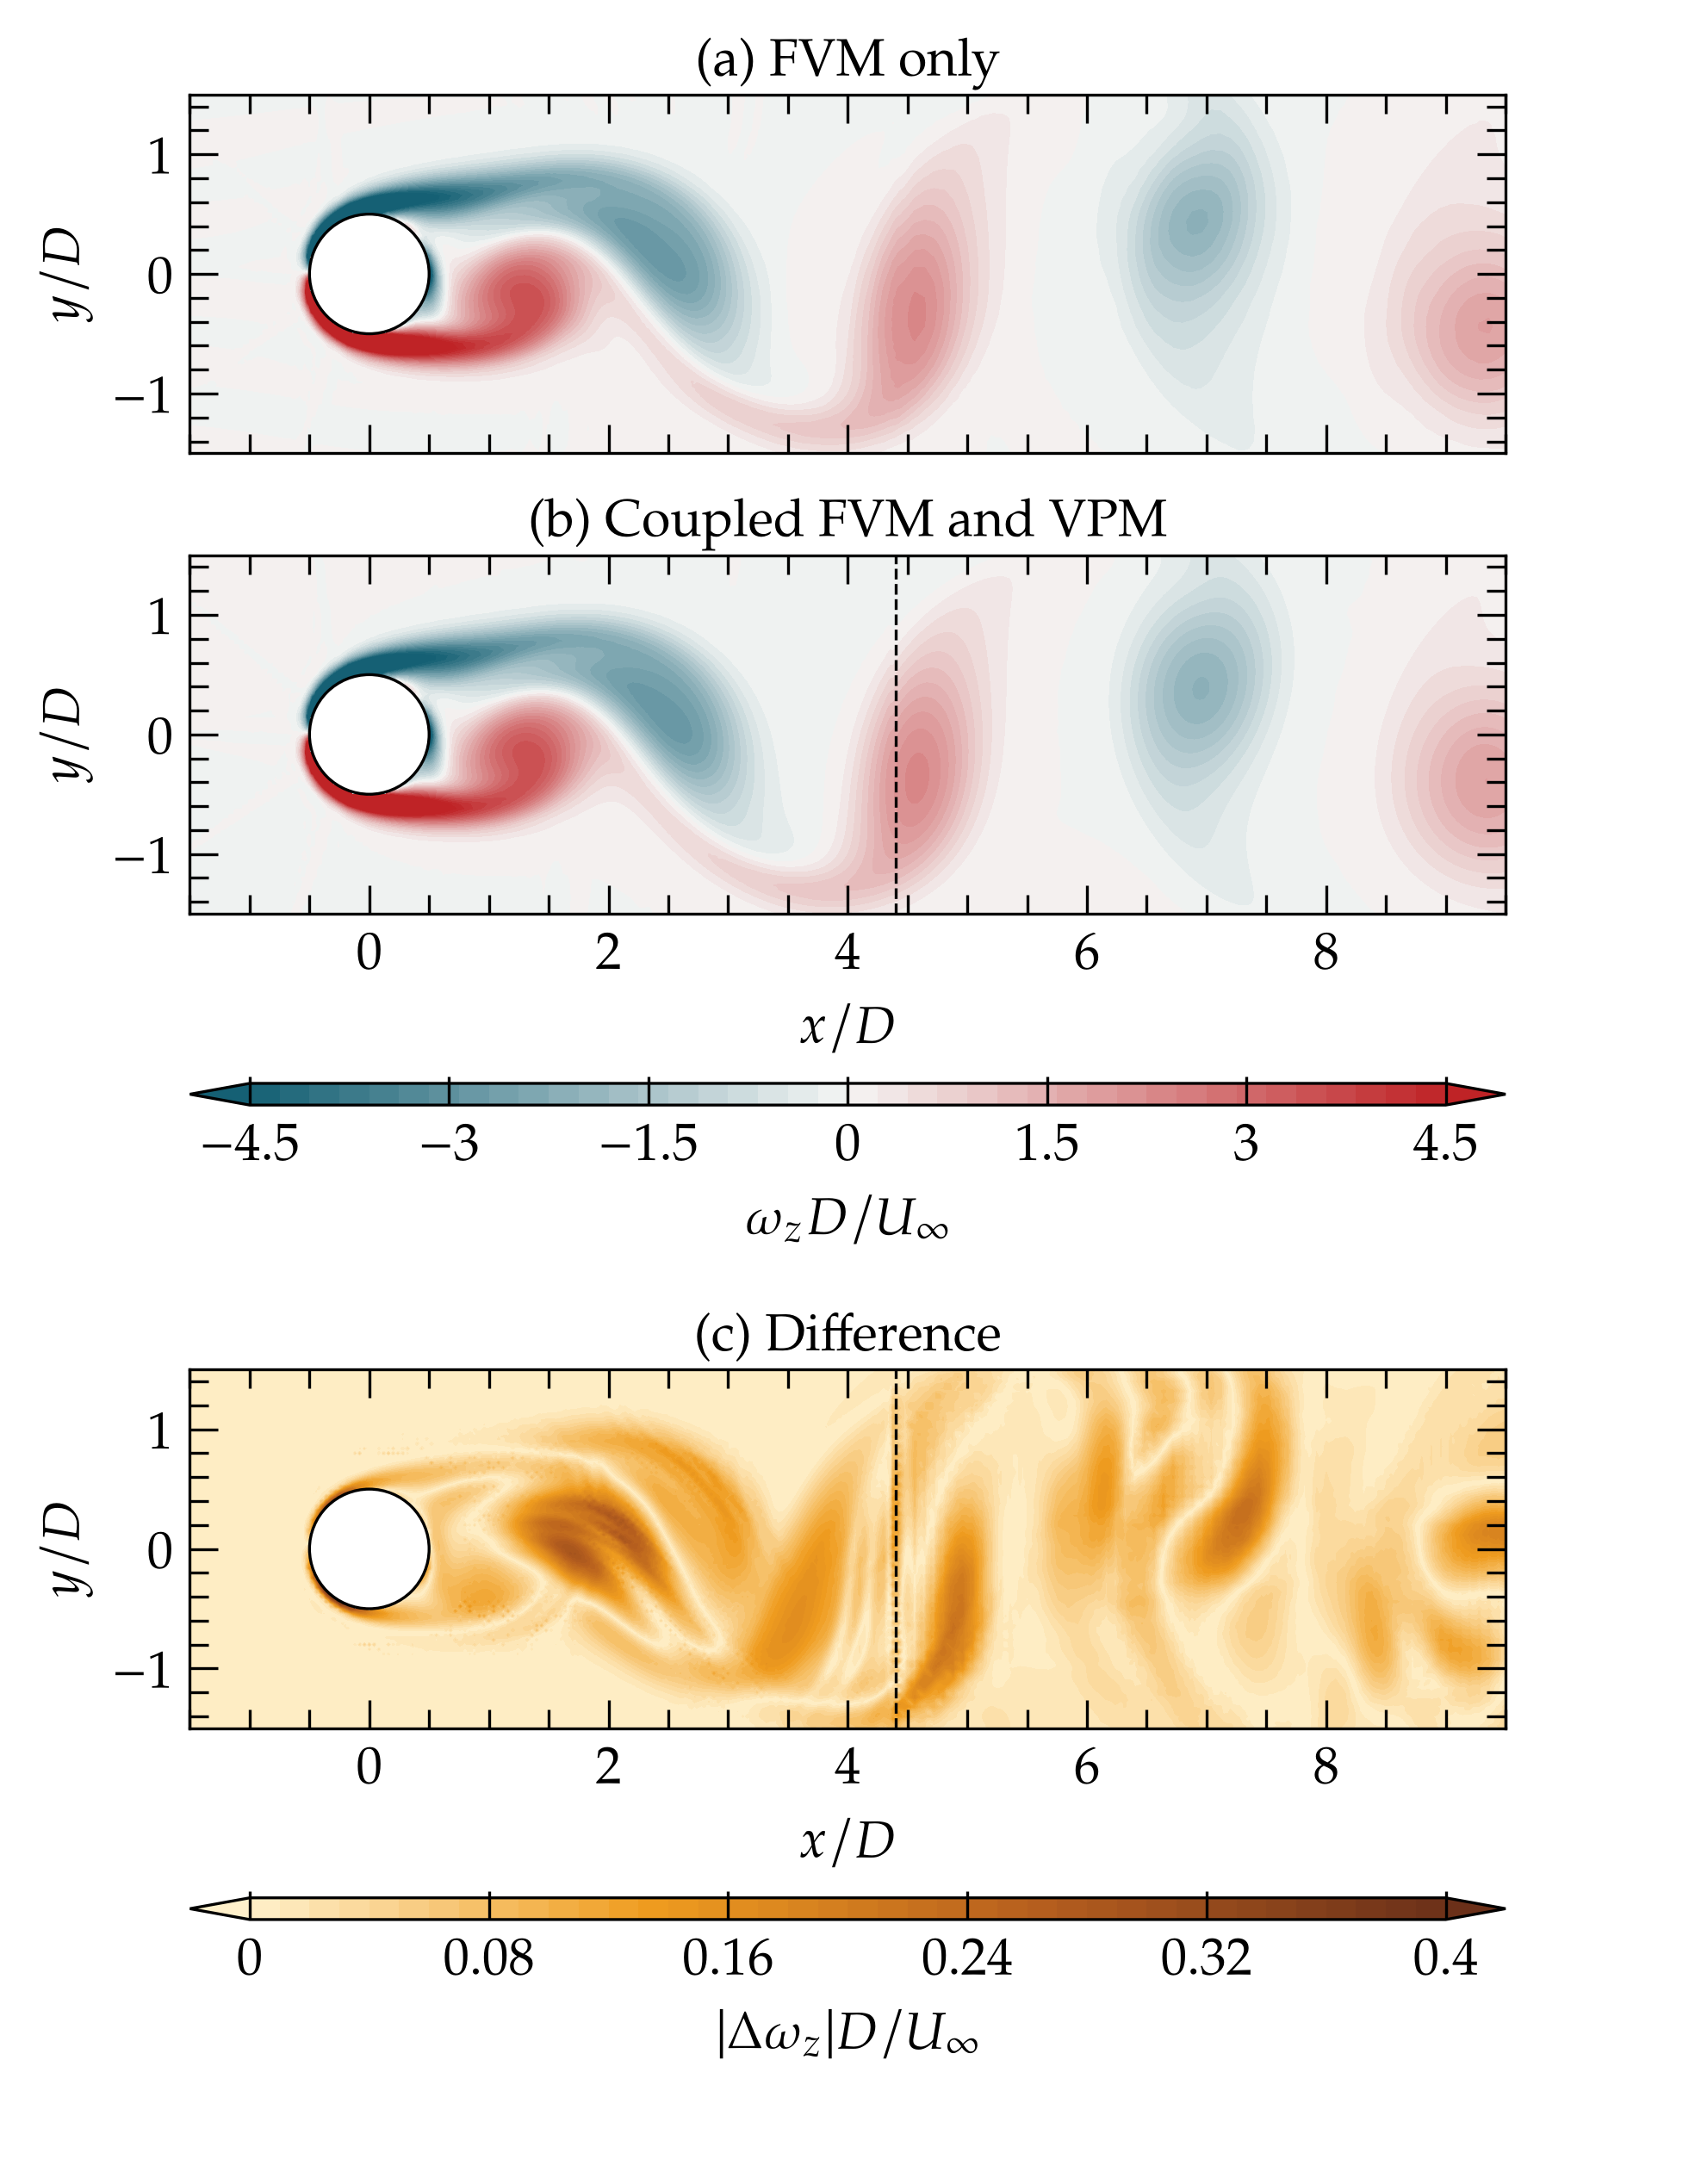 (a) FVM only
1
0
−1
y/D
(b) Coupled FVM and VPM
1
0
−1
y/D
0 2 4 6 8
x/D
−4.5 −3 −1.5 0 1.5 3 4.5
ω_z D/U_∞
(c) Difference
1
0
−1
y/D
0 2 4 6 8
x/D
0 0.08 0.16 0.24 0.32 0.4
|Δω_z|D/U_∞